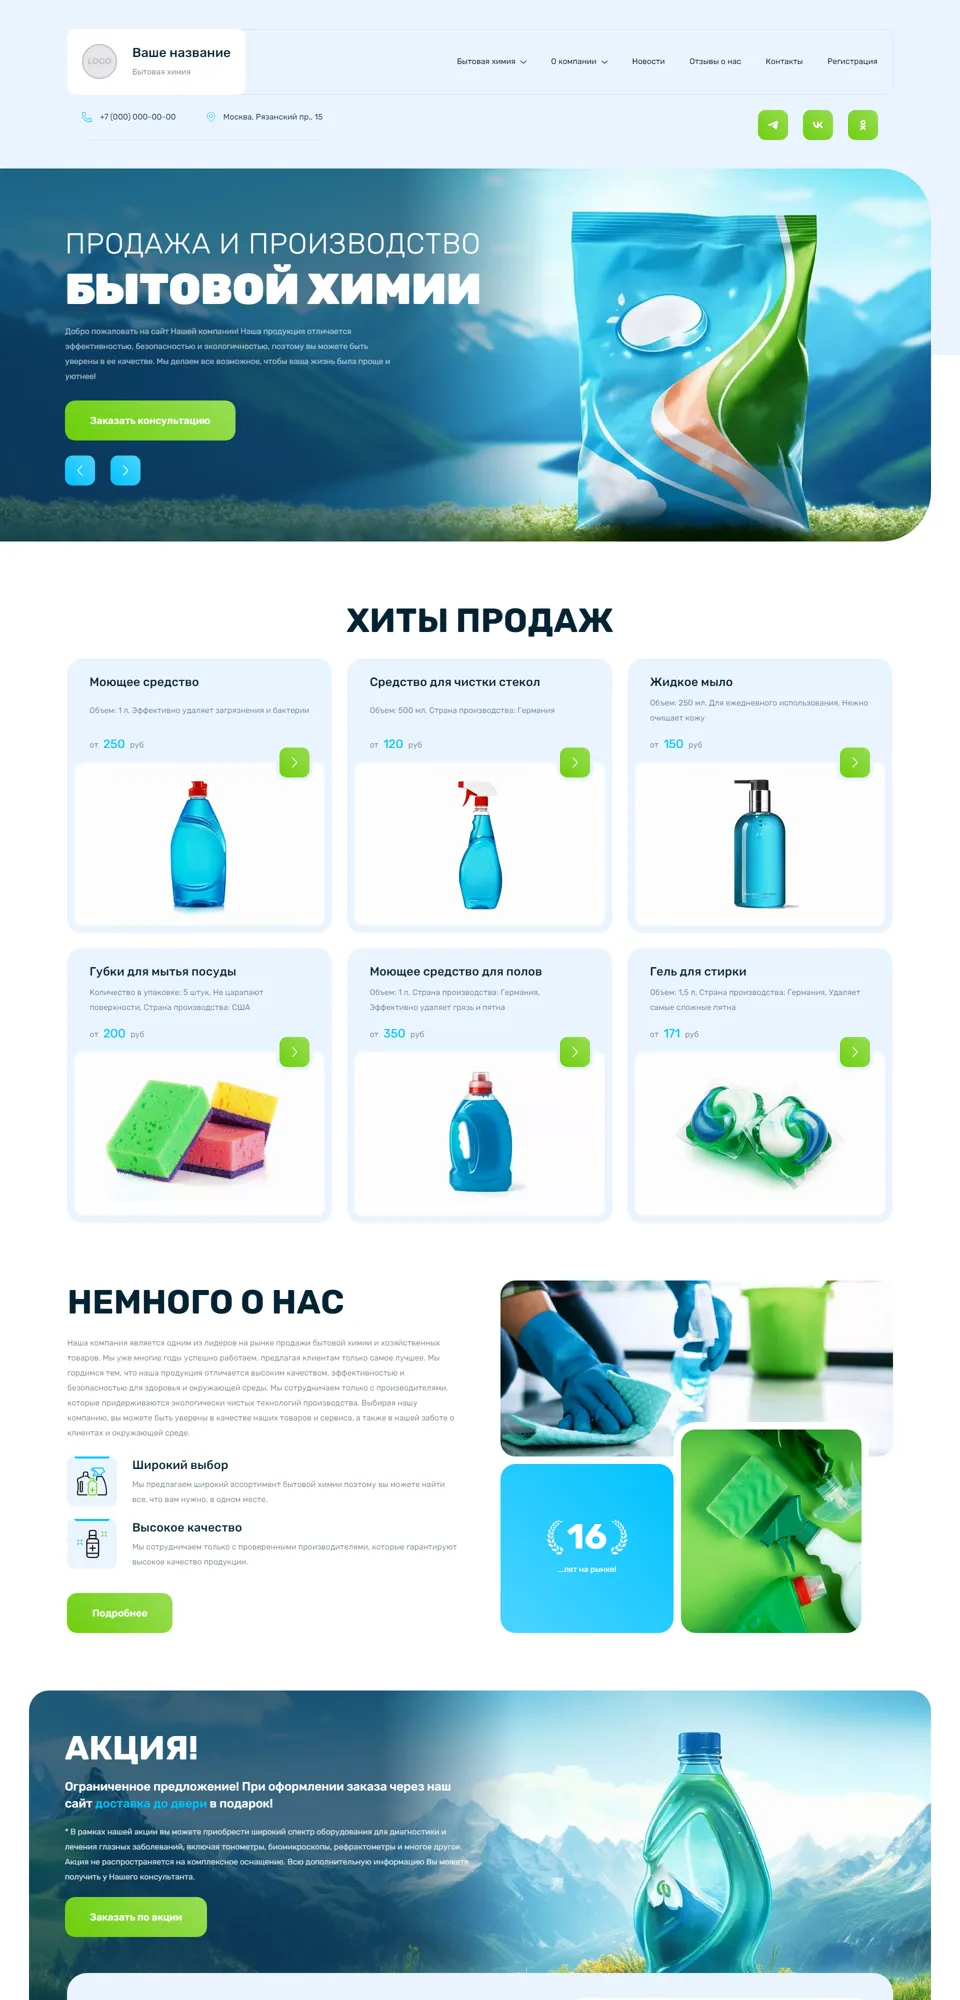 LOGO
Ваше название
Бытовая химия
Бытовая химия
О компании
Новости
Отзывы о нас
Контакты
Регистрация
+7 (000) 000-00-00
Москва, Рязанский пр., 15
ПРОДАЖА И ПРОИЗВОДСТВО
БЫТОВОЙ ХИМИИ
Добро пожаловать на сайт Нашей компании! Наша продукция отличается
эффективностью, безопасностью и экологичностью, поэтому вы можете быть
уверены в ее качестве. Мы делаем все возможное, чтобы ваша жизнь была проще и
уютнее!
Заказать консультацию
ХИТЫ ПРОДАЖ
Моющее средство
Объем: 1 л, Эффективно удаляет загрязнения и бактерии
от 250 руб
Средство для чистки стекол
Объем: 500 мл, Страна производства: Германия
от 120 руб
Жидкое мыло
Объем: 250 мл, Для ежедневного использования, Нежно
очищает кожу
от 150 руб
Губки для мытья посуды
Количество в упаковке: 5 штук, Не царапают
поверхности, Страна производства: США
от 200 руб
Моющее средство для полов
Объем: 1 л, Страна производства: Германия,
Эффективно удаляет грязь и пятна
от 350 руб
Гель для стирки
Объем: 1,5 л, Страна производства: Германия, Удаляет
самые сложные пятна
от 171 руб
НЕМНОГО О НАС
Наша компания является одним из лидеров на рынке продажи бытовой химии и хозяйственных
товаров. Мы уже многие годы успешно работаем, предлагая клиентам только самое лучшее. Мы
гордимся тем, что наша продукция отличается высоким качеством, эффективностью и
безопасностью для здоровья и окружающей среды. Мы сотрудничаем только с производителями,
которые придерживаются экологически чистых технологий производства. Выбирая нашу
компанию, вы можете быть уверены в качестве наших товаров и сервиса, а также в нашей заботе о
клиентах и окружающей среде.
Широкий выбор
Мы предлагаем широкий ассортимент бытовой химии поэтому вы можете найти
все, что вам нужно, в одном месте.
Высокое качество
Мы сотрудничаем только с проверенными производителями, которые гарантируют
высокое качество продукции.
Подробнее
16
...лет на рынке!
АКЦИЯ!
Ограниченное предложение! При оформлении заказа через наш
сайт доставка до двери в подарок!
* В рамках нашей акции вы можете приобрести широкий спектр оборудования для диагностики и
лечения глазных заболеваний, включая тонометры, биомикроскопы, рефрактометры и многое другое.
Акция не распространяется на комплексное оснащение. Всю дополнительную информацию Вы можете
получить у Нашего консультанта.
Заказать по акции